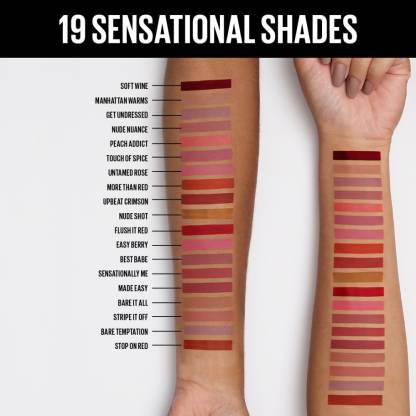 19 SENSATIONAL SHADES
SOFT WINE
MANHATTAN WARMS
GET UNDRESSED
NUDE NUANCE
PEACH ADDICT
TOUCH OF SPICE
UNTAMED ROSE
MORE THAN RED
UPBEAT CRIMSON
NUDE SHOT
FLUSH IT RED
EASY BERRY
BEST BABE
SENSATIONALLY ME
MADE EASY
BARE IT ALL
STRIPE IT OFF
BARE TEMPTATION
STOP ON RED